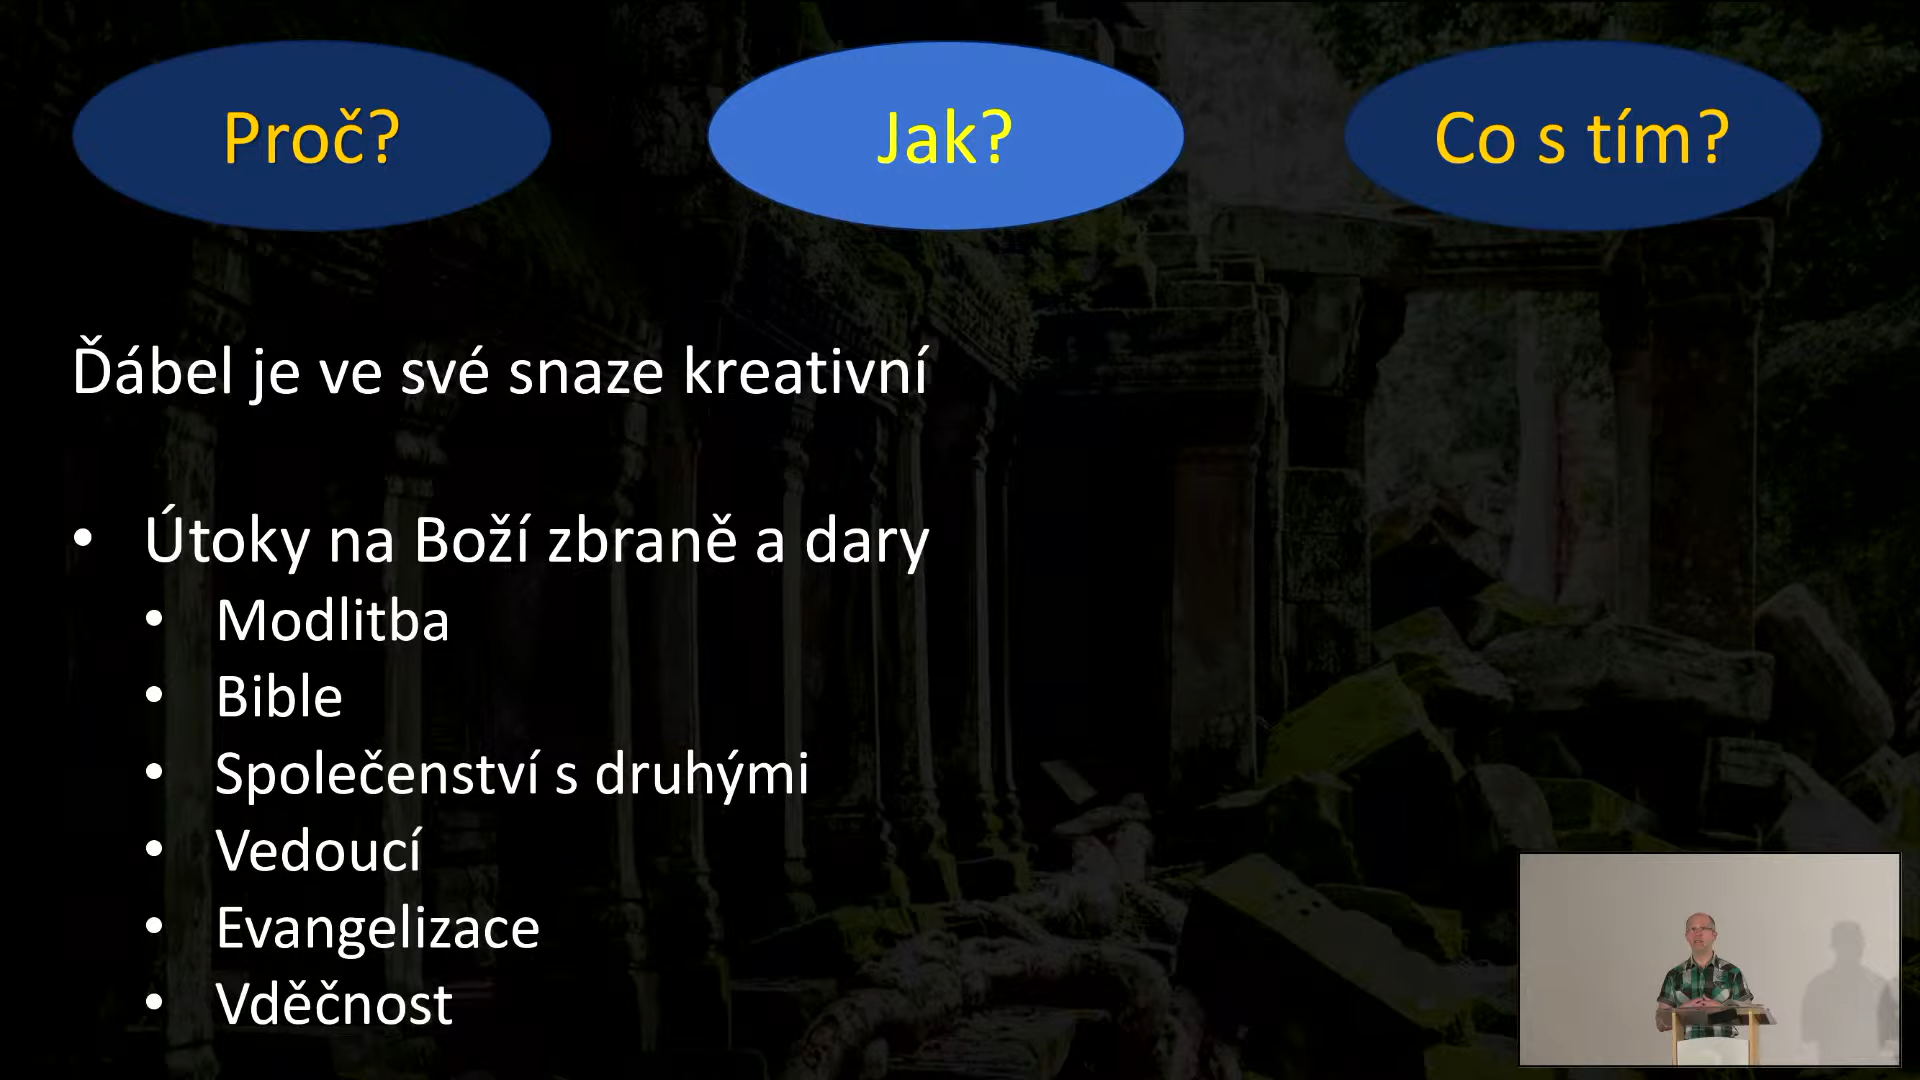 Proč?
Jak?
Co s tím?
Ďábel je ve své snaze kreativní
• Útoky na Boží zbraně a dary
• Modlitba
• Bible
• Společenství s druhými
• Vedoucí
• Evangelizace
• Vděčnost